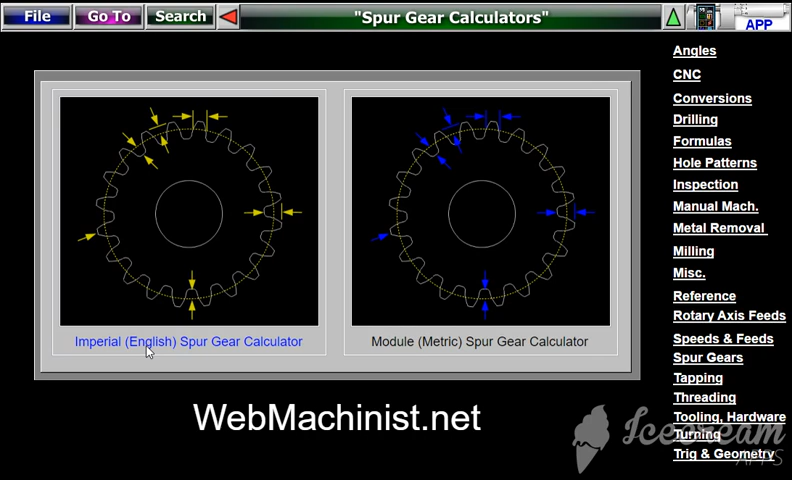 File
Go To
Search
"Spur Gear Calculators"
APP
Angles
CNC
Conversions
Drilling
Formulas
Hole Patterns
Inspection
Manual Mach.
Metal Removal
Milling
Misc.
Reference
Rotary Axis Feeds
Speeds & Feeds
Spur Gears
Tapping
Threading
Tooling, Hardware
Turning
Trig & Geometry
Imperial (English) Spur Gear Calculator
Module (Metric) Spur Gear Calculator
WebMachinist.net
Icecream
APPS